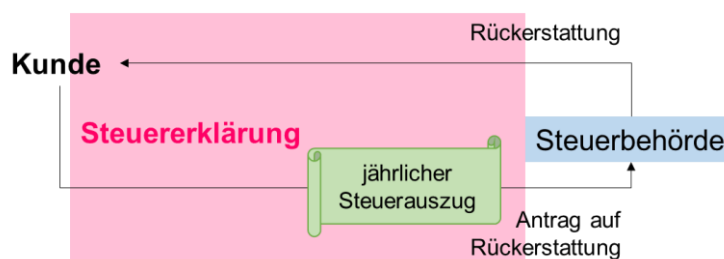 Rückerstattung
Kunde
Steuererklärung
Steuerbehörde
jährlicher
Steuerauszug
Antrag auf
Rückerstattung